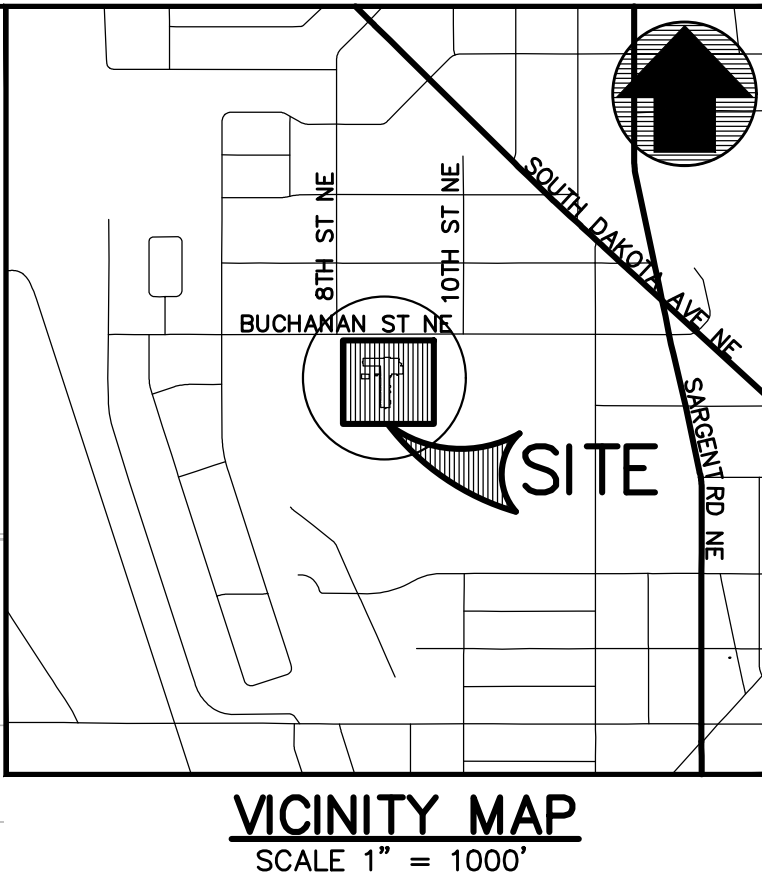 8TH ST NE
10TH ST NE
SOUTH DAKOTA AVE NE
BUCHANAN ST NE
SARGENT RD NE
SITE
VICINITY MAP
SCALE 1" = 1000'